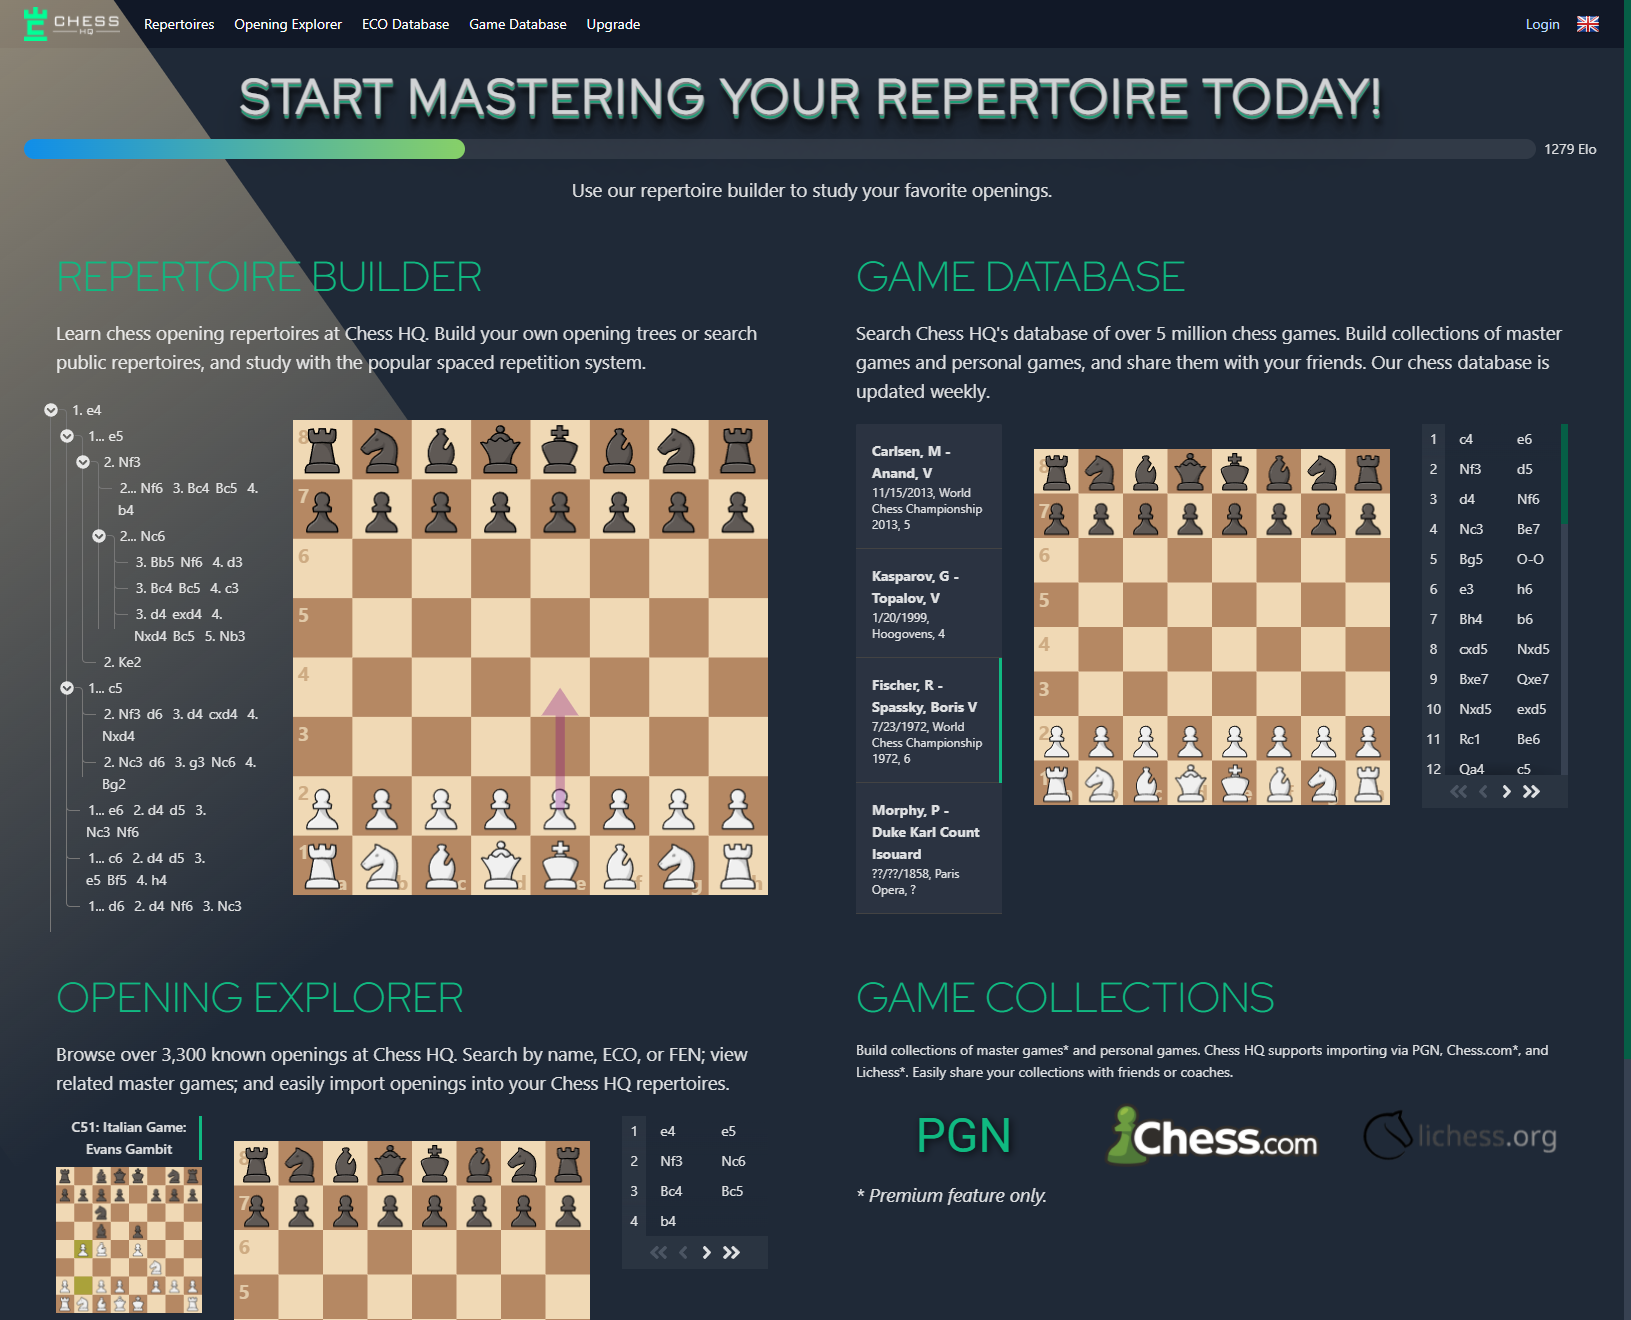 CHESS
HQ
Repertoires
Opening Explorer
ECO Database
Game Database
Upgrade
Login
START MASTERING YOUR REPERTOIRE TODAY!
1279 Elo
Use our repertoire builder to study your favorite openings.
REPERTOIRE BUILDER
Learn chess opening repertoires at Chess HQ. Build your own opening trees or search
public repertoires, and study with the popular spaced repetition system.
1. e4
1... e5
2. Nf3
2... Nf6 3. Bc4 Bc5 4.
b4
2... Nc6
3. Bb5 Nf6 4. d3
3. Bc4 Bc5 4. c3
3. d4 exd4 4.
Nxd4 Bc5 5. Nb3
2. Ke2
1... c5
2. Nf3 d6 3. d4 cxd4 4.
Nxd4
2. Nc3 d6 3. g3 Nc6 4.
Bg2
1... e6 2. d4 d5 3.
Nc3 Nf6
1... c6 2. d4 d5 3.
e5 Bf5 4. h4
1... d6 2. d4 Nf6 3. Nc3
8
7
6
5
4
3
2
1
a b c d e f g h
GAME DATABASE
Search Chess HQ's database of over 5 million chess games. Build collections of master
games and personal games, and share them with your friends. Our chess database is
updated weekly.
Carlsen, M -
Anand, V
11/15/2013, World
Chess Championship
2013, 5
Kasparov, G -
Topalov, V
1/20/1999,
Hoogovens, 4
Fischer, R -
Spassky, Boris V
7/23/1972, World
Chess Championship
1972, 6
Morphy, P -
Duke Karl Count
Isouard
??/??/1858, Paris
Opera, ?
8
7
6
5
4
3
2
1 c4 e6
2 Nf3 d5
3 d4 Nf6
4 Nc3 Be7
5 Bg5 O-O
6 e3 h6
7 Bh4 b6
8 cxd5 Nxd5
9 Bxe7 Qxe7
10 Nxd5 exd5
11 Rc1 Be6
12 Qa4 c5
OPENING EXPLORER
Browse over 3,300 known openings at Chess HQ. Search by name, ECO, or FEN; view
related master games; and easily import openings into your Chess HQ repertoires.
C51: Italian Game:
Evans Gambit
8
7
6
5
1 e4 e5
2 Nf3 Nc6
3 Bc4 Bc5
4 b4
GAME COLLECTIONS
Build collections of master games* and personal games. Chess HQ supports importing via PGN, Chess.com*, and
Lichess*. Easily share your collections with friends or coaches.
PGN
Chess.com
lichess.org
* Premium feature only.